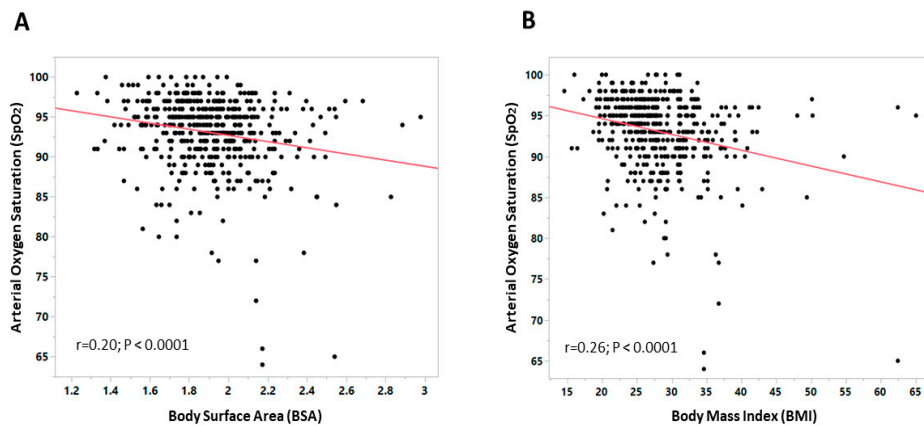 A
Arterial Oxygen Saturation (SpO2)
100
95
90
85
80
75
70
65
1.2 1.4 1.6 1.8 2 2.2 2.4 2.6 2.8 3
r=0.20; P < 0.0001
Body Surface Area (BSA)
B
Arterial Oxygen Saturation (SpO2)
100
95
90
85
80
75
70
65
15 20 25 30 35 40 45 50 55 60 65
r=0.26; P < 0.0001
Body Mass Index (BMI)